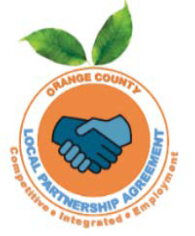 ORANGE COUNTY
LOCAL PARTNERSHIP AGREEMENT
Competitive • Integrated • Employment